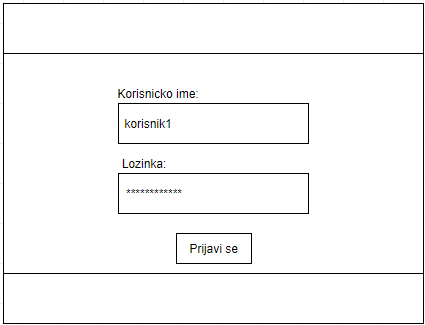 Korisnicko ime:
korisnik1
Lozinka:
************
Prijavi se